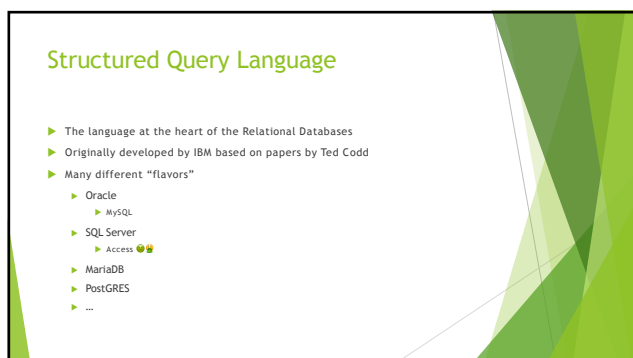 Structured Query Language
The language at the heart of the Relational Databases
Originally developed by IBM based on papers by Ted Codd
Many different “flavors”
Oracle
MySQL
SQL Server
Access 🤢🤮
MariaDB
PostGRES
…